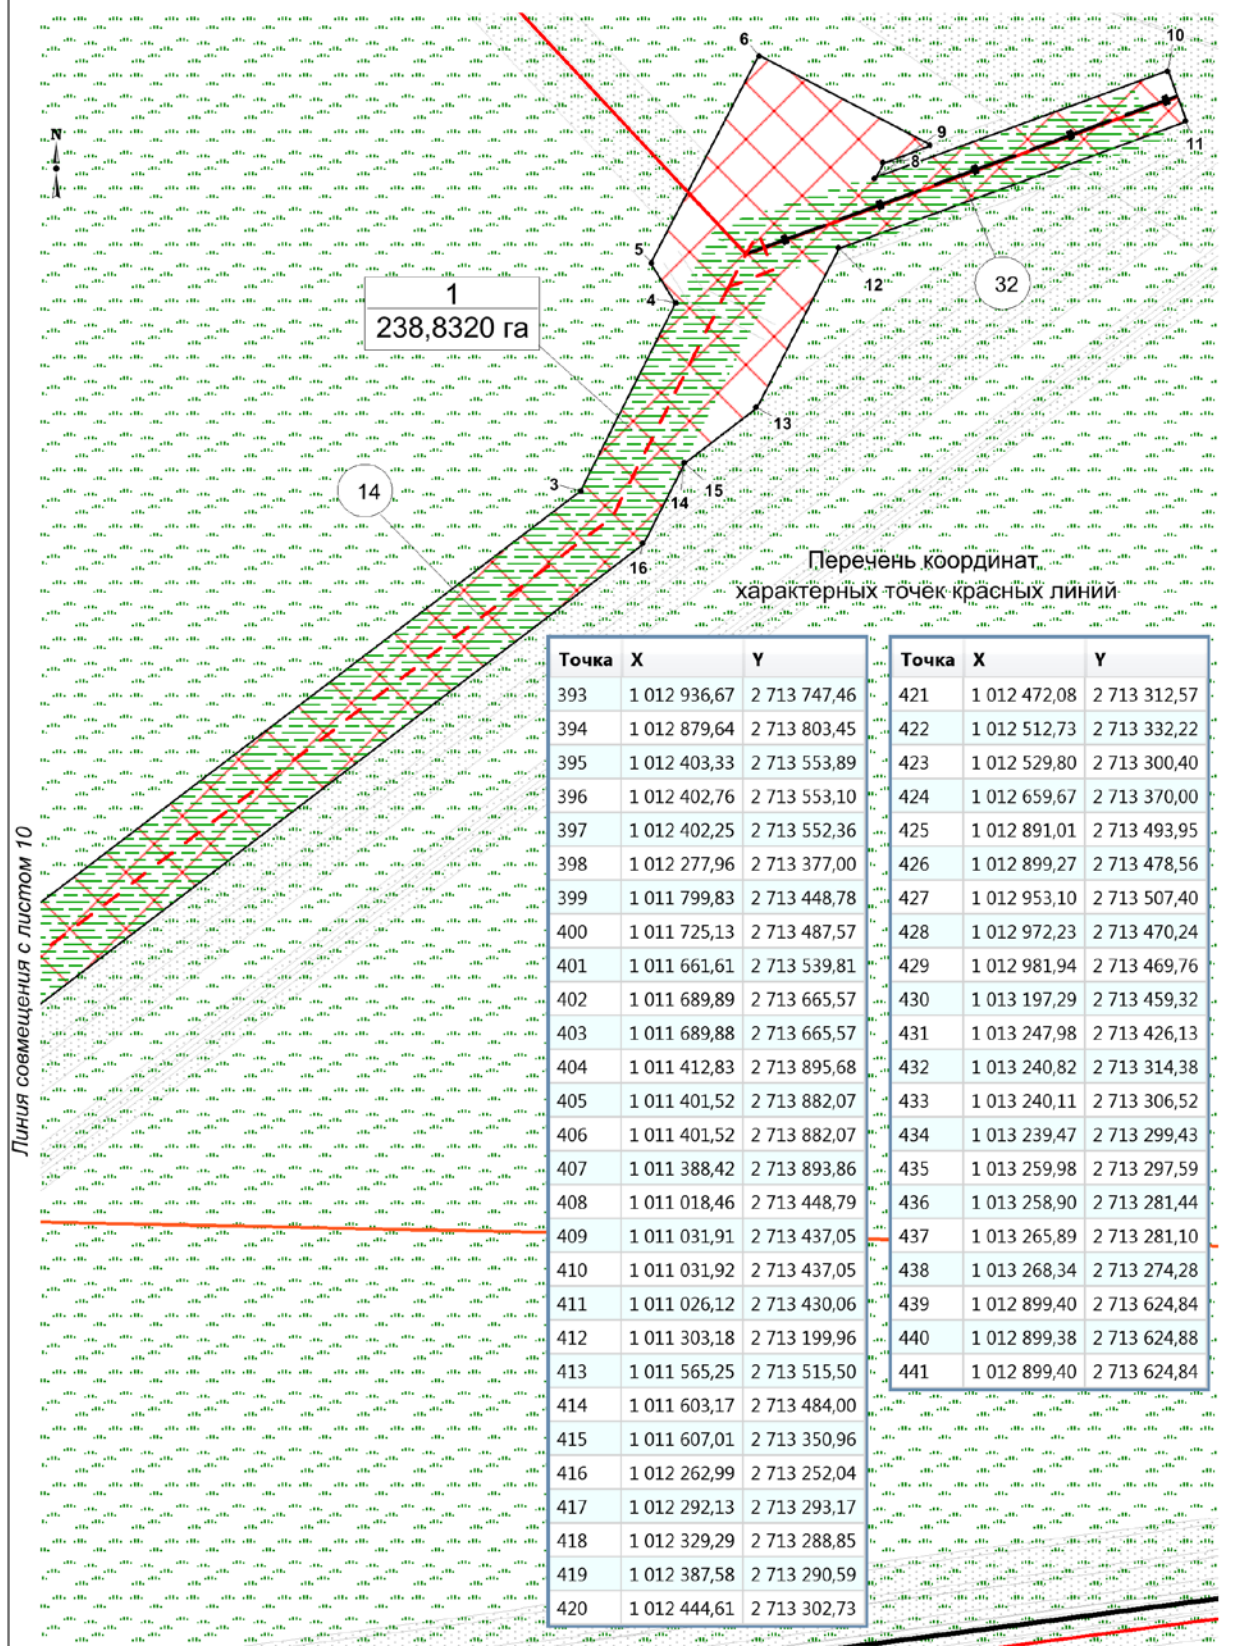 6
10
N
9
8
11
5
12
32
4
1
238,8320 га
13
3
14
15
14
16
Перечень координат
характерных точек красных линий
Линия совмещения с листом 10
Точка X Y
393 1 012 936,67 2 713 747,46
394 1 012 879,64 2 713 803,45
395 1 012 403,33 2 713 553,89
396 1 012 402,76 2 713 553,10
397 1 012 402,25 2 713 552,36
398 1 012 277,96 2 713 377,00
399 1 011 799,83 2 713 448,78
400 1 011 725,13 2 713 487,57
401 1 011 661,61 2 713 539,81
402 1 011 689,89 2 713 665,57
403 1 011 689,88 2 713 665,57
404 1 011 412,83 2 713 895,68
405 1 011 401,52 2 713 882,07
406 1 011 401,52 2 713 882,07
407 1 011 388,42 2 713 893,86
408 1 011 018,46 2 713 448,79
409 1 011 031,91 2 713 437,05
410 1 011 031,92 2 713 437,05
411 1 011 026,12 2 713 430,06
412 1 011 303,18 2 713 199,96
413 1 011 565,25 2 713 515,50
414 1 011 603,17 2 713 484,00
415 1 011 607,01 2 713 350,96
416 1 012 262,99 2 713 252,04
417 1 012 292,13 2 713 293,17
418 1 012 329,29 2 713 288,85
419 1 012 387,58 2 713 290,59
420 1 012 444,61 2 713 302,73
Точка X Y
421 1 012 472,08 2 713 312,57
422 1 012 512,73 2 713 332,22
423 1 012 529,80 2 713 300,40
424 1 012 659,67 2 713 370,00
425 1 012 891,01 2 713 493,95
426 1 012 899,27 2 713 478,56
427 1 012 953,10 2 713 507,40
428 1 012 972,23 2 713 470,24
429 1 012 981,94 2 713 469,76
430 1 013 197,29 2 713 459,32
431 1 013 247,98 2 713 426,13
432 1 013 240,82 2 713 314,38
433 1 013 240,11 2 713 306,52
434 1 013 239,47 2 713 299,43
435 1 013 259,98 2 713 297,59
436 1 013 258,90 2 713 281,44
437 1 013 265,89 2 713 281,10
438 1 013 268,34 2 713 274,28
439 1 012 899,40 2 713 624,84
440 1 012 899,38 2 713 624,88
441 1 012 899,40 2 713 624,84